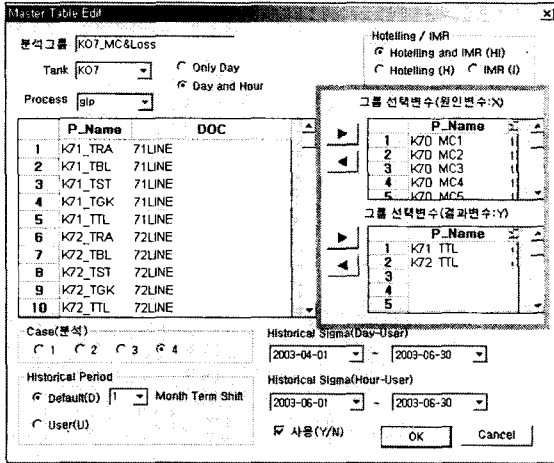 Master Table Edit
분석그룹 KO7_MC&Loss
Tank KO7
Process glp
Only Day
Day and Hour
Hotelling / IMR
Hotelling and IMR (HI)
Hotelling (H) IMR (I)
P_Name DOC
1 K71_TRA 71LINE
2 K71_TBL 71LINE
3 K71_TST 71LINE
4 K71_TGK 71LINE
5 K71_TTL 71LINE
6 K72_TRA 72LINE
7 K72_TBL 72LINE
8 K72_TST 72LINE
9 K72_TGK 72LINE
10 K72_TTL 72LINE
그룹 선택변수(원인변수:X)
P_Name
1 K70 MC1
2 K70 MC2
3 K70 MC3
4 K70 MC4
5 K70 MC5
그룹 선택변수(결과변수:Y)
P_Name
1 K71 TTL
2 K72 TTL
3
4
5
Case(분석)
1 2 3 4
Historical Period
Default(D) 1 Month Term Shift
User(U)
Historical Sigma(Day-User)
2003-04-01 ~ 2003-06-30
Historical Sigma(Hour-User)
2003-06-01 ~ 2003-06-30
사용(Y/N) OK Cancel